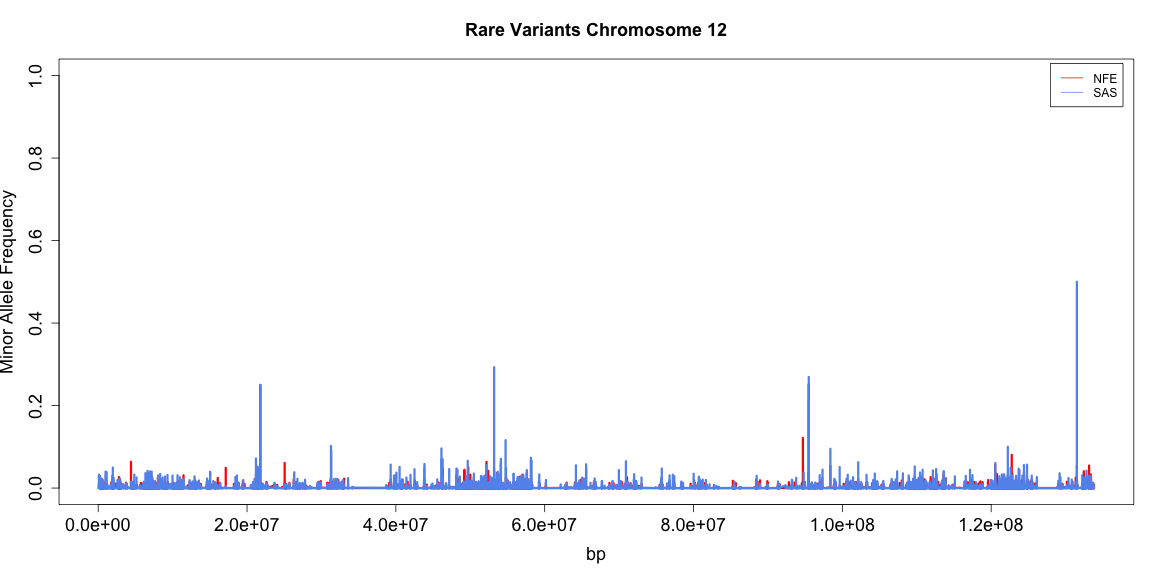 Rare Variants Chromosome 12
NFE
SAS
Minor Allele Frequency
1.0
0.8
0.6
0.4
0.2
0.0
0.0e+00 2.0e+07 4.0e+07 6.0e+07 8.0e+07 1.0e+08 1.2e+08
bp